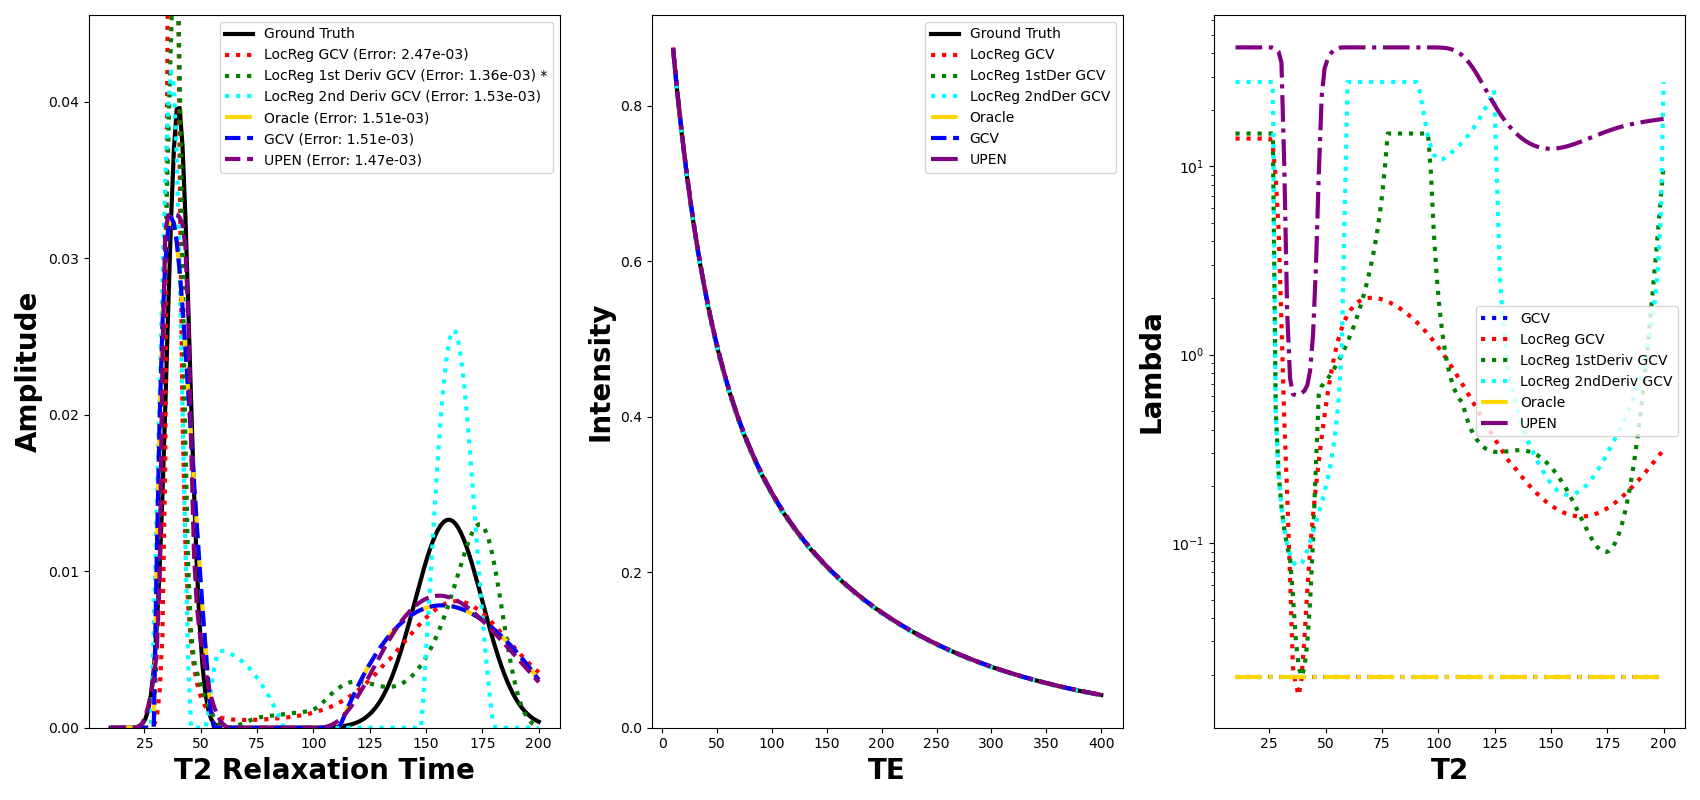 Amplitude
0.04
0.03
0.02
0.01
0.00
25 50 75 100 125 150 175 200
T2 Relaxation Time
Ground Truth
LocReg GCV (Error: 2.47e-03)
LocReg 1st Deriv GCV (Error: 1.36e-03) *
LocReg 2nd Deriv GCV (Error: 1.53e-03)
Oracle (Error: 1.51e-03)
GCV (Error: 1.51e-03)
UPEN (Error: 1.47e-03)
Intensity
0.8
0.6
0.4
0.2
0.0
0 50 100 150 200 250 300 350 400
TE
Ground Truth
LocReg GCV
LocReg 1stDer GCV
LocReg 2ndDer GCV
Oracle
GCV
UPEN
Lambda
10¹
10⁰
10⁻¹
25 50 75 100 125 150 175 200
T2
GCV
LocReg GCV
LocReg 1stDeriv GCV
LocReg 2ndDeriv GCV
Oracle
UPEN